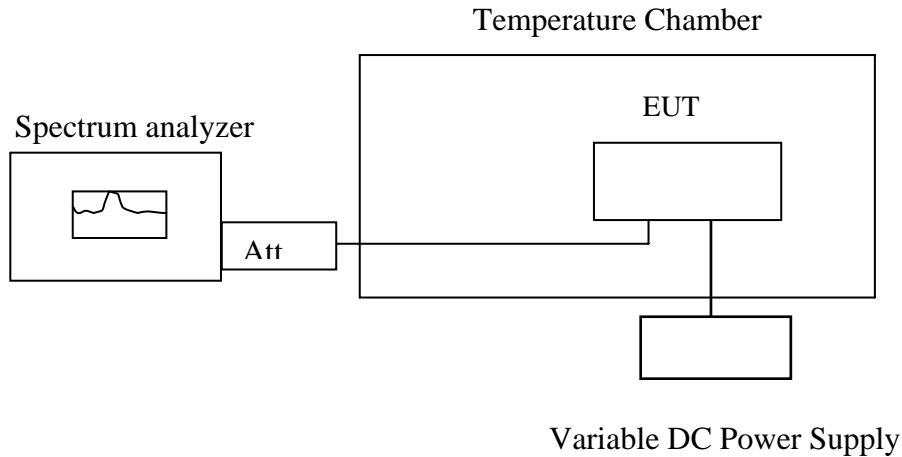 Temperature Chamber
EUT
Spectrum analyzer
Att
Variable DC Power Supply